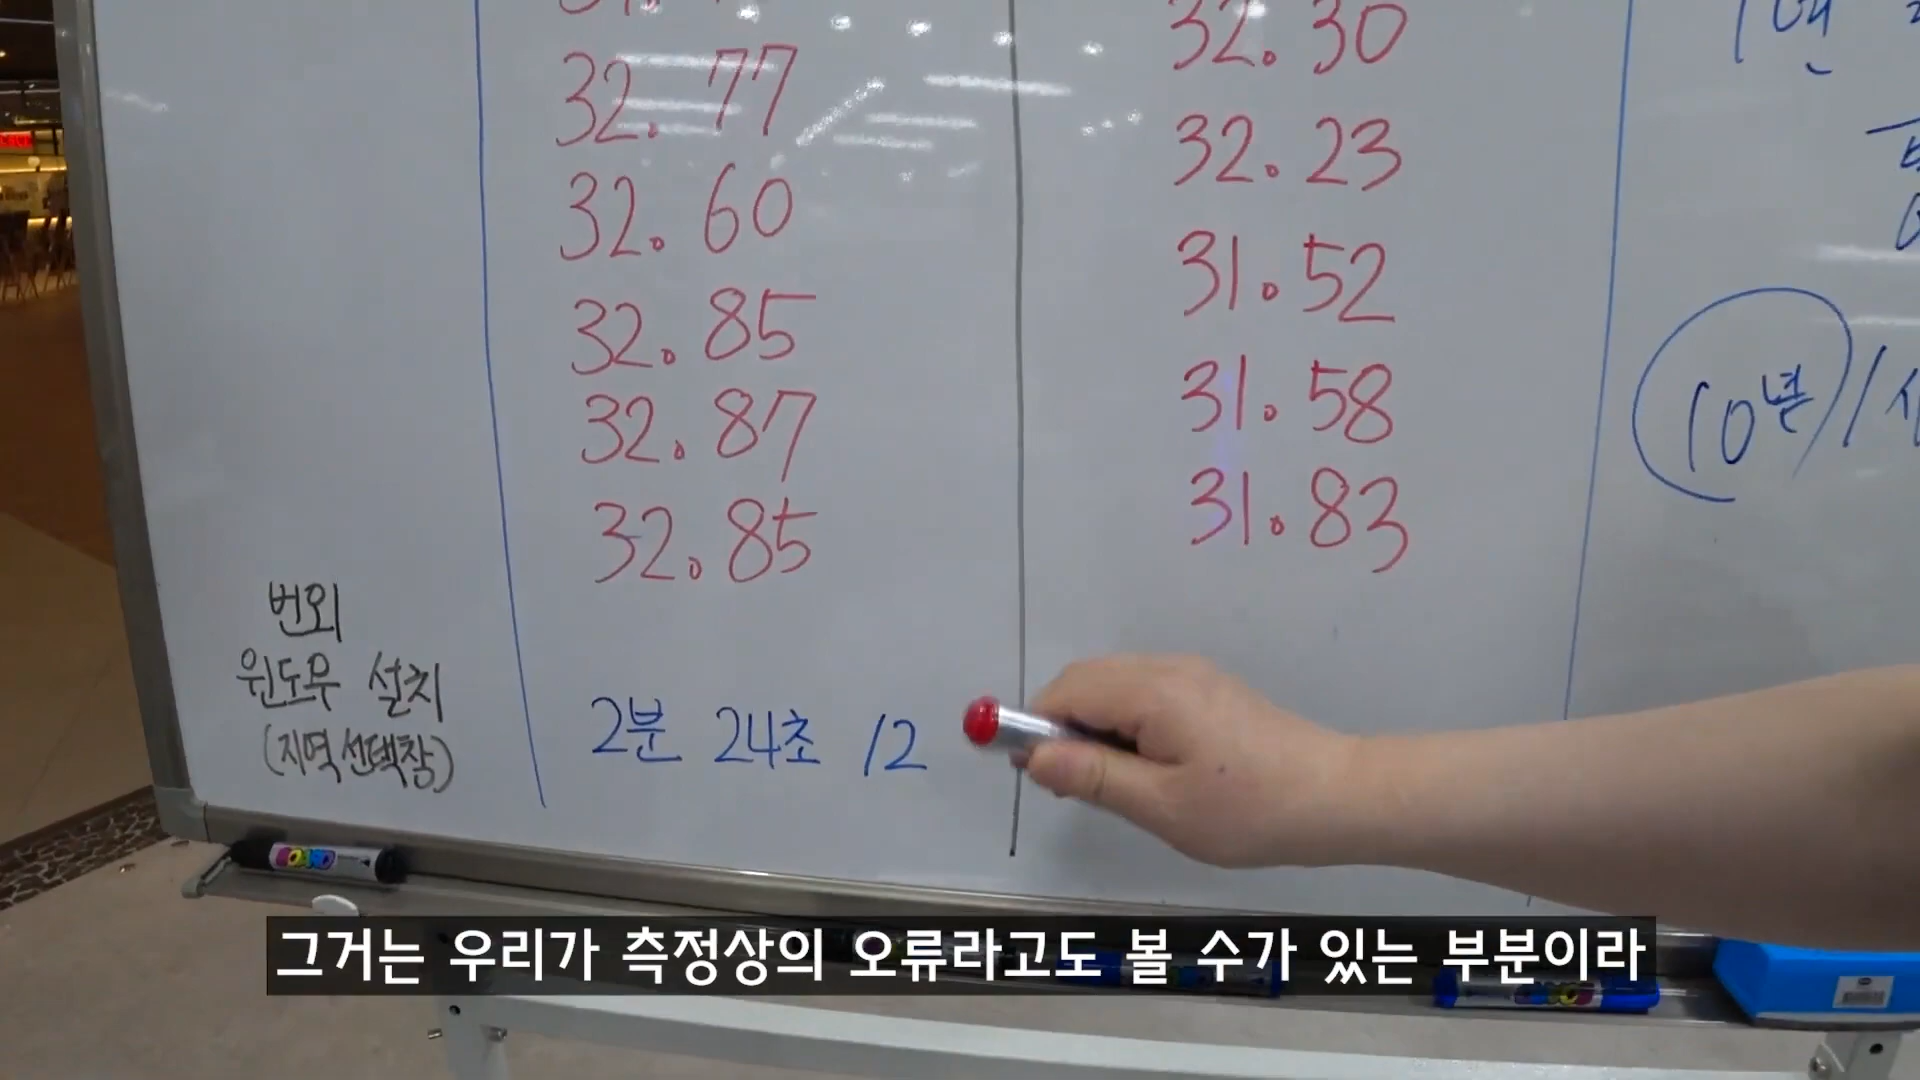 32.77
32.60
32.85
32.87
32.85
32.30
32.23
31.52
31.58
31.83
10년/
번외
윈도우 설치
(지역선택창)
2분 24초 12
그거는 우리가 측정상의 오류라고도 볼 수가 있는 부분이라